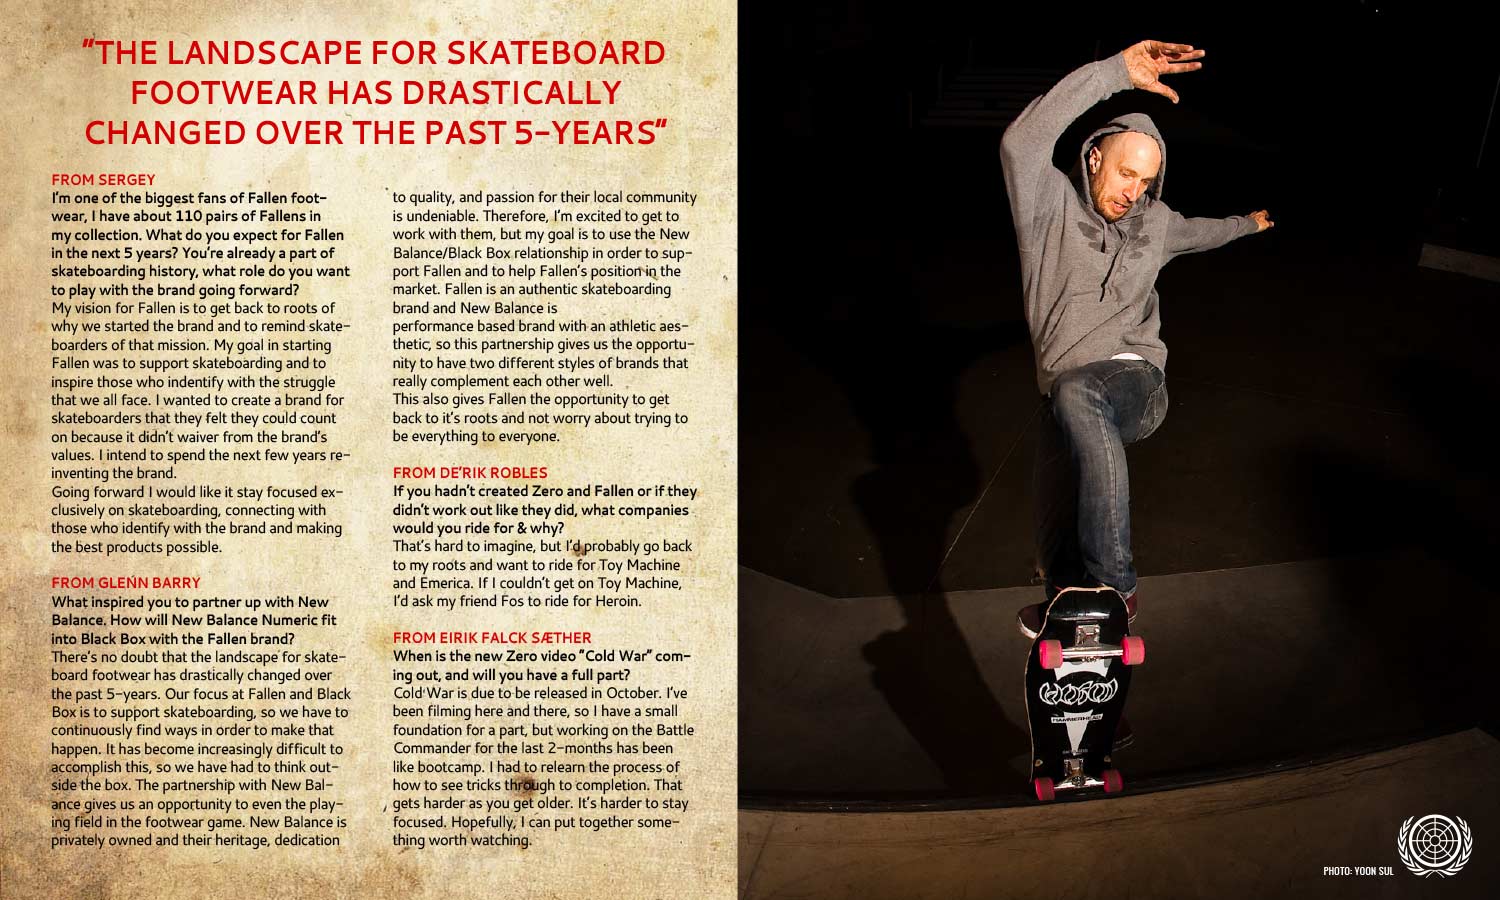 “THE LANDSCAPE FOR SKATEBOARD
FOOTWEAR HAS DRASTICALLY
CHANGED OVER THE PAST 5-YEARS”
FROM SERGEY
I’m one of the biggest fans of Fallen foot-
wear, I have about 110 pairs of Fallens in
my collection. What do you expect for Fallen
in the next 5 years? You’re already a part of
skateboarding history, what role do you want
to play with the brand going forward?
My vision for Fallen is to get back to roots of
why we started the brand and to remind skate-
boarders of that mission. My goal in starting
Fallen was to support skateboarding and to
inspire those who indentify with the struggle
that we all face. I wanted to create a brand for
skateboarders that they felt they could count
on because it didn’t waiver from the brand’s
values. I intend to spend the next few years re-
inventing the brand.
Going forward I would like it stay focused ex-
clusively on skateboarding, connecting with
those who identify with the brand and making
the best products possible.
FROM GLENN BARRY
What inspired you to partner up with New
Balance. How will New Balance Numeric fit
into Black Box with the Fallen brand?
There’s no doubt that the landscape for skate-
board footwear has drastically changed over
the past 5-years. Our focus at Fallen and Black
Box is to support skateboarding, so we have to
continuously find ways in order to make that
happen. It has become increasingly difficult to
accomplish this, so we have had to think out-
side the box. The partnership with New Bal-
ance gives us an opportunity to even the play-
ing field in the footwear game. New Balance is
privately owned and their heritage, dedication
to quality, and passion for their local community
is undeniable. Therefore, I’m excited to get to
work with them, but my goal is to use the New
Balance/Black Box relationship in order to sup-
port Fallen and to help Fallen’s position in the
market. Fallen is an authentic skateboarding
brand and New Balance is
performance based brand with an athletic aes-
thetic, so this partnership gives us the opportu-
nity to have two different styles of brands that
really complement each other well.
This also gives Fallen the opportunity to get
back to it’s roots and not worry about trying to
be everything to everyone.
FROM DE’RIK ROBLES
If you hadn’t created Zero and Fallen or if they
didn’t work out like they did, what companies
would you ride for & why?
That’s hard to imagine, but I’d probably go back
to my roots and want to ride for Toy Machine
and Emerica. If I couldn’t get on Toy Machine,
I’d ask my friend Fos to ride for Heroin.
FROM EIRIK FALCK SÆTHER
When is the new Zero video “Cold War” com-
ing out, and will you have a full part?
Cold War is due to be released in October. I’ve
been filming here and there, so I have a small
foundation for a part, but working on the Battle
Commander for the last 2-months has been
like bootcamp. I had to relearn the process of
how to see tricks through to completion. That
gets harder as you get older. It’s harder to stay
focused. Hopefully, I can put together some-
thing worth watching.
HAMMERHEAD
PHOTO: YOON SUL